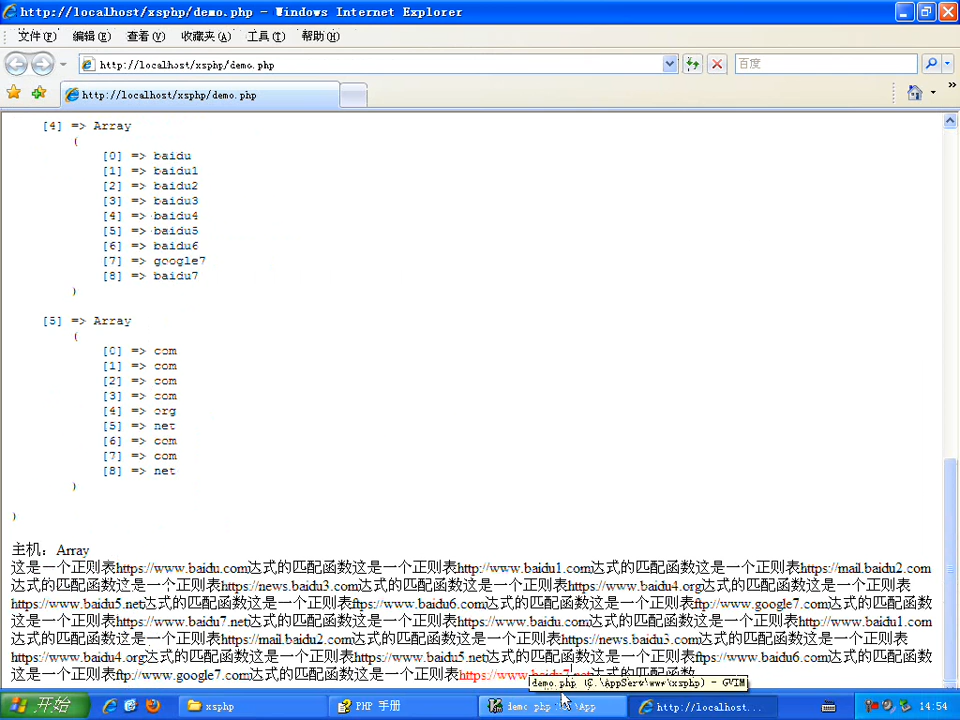 http://localhost/xsphp/demo.php - Windows Internet Explorer
文件(F) 编辑(E) 查看(V) 收藏夹(A) 工具(T) 帮助(H)
http://localhost/xsphp/demo.php 百度
http://localhost/xsphp/demo.php
[4] => Array
(
[0] => baidu
[1] => baidu1
[2] => baidu2
[3] => baidu3
[4] => baidu4
[5] => baidu5
[6] => baidu6
[7] => google7
[8] => baidu7
)
[5] => Array
(
[0] => com
[1] => com
[2] => com
[3] => com
[4] => org
[5] => net
[6] => com
[7] => com
[8] => net
)
)
主机：Array
这是一个正则表https://www.baidu.com达式的匹配函数这是一个正则表http://www.baidu1.com达式的匹配函数这是一个正则表https://mail.baidu2.com
达式的匹配函数这是一个正则表https://news.baidu3.com达式的匹配函数这是一个正则表https://www.baidu4.org达式的匹配函数这是一个正则表
https://www.baidu5.net达式的匹配函数这是一个正则表ftps://www.baidu6.com达式的匹配函数这是一个正则表ftp://www.google7.com达式的匹配函数
这是一个正则表https://www.baidu7.net达式的匹配函数这是一个正则表https://www.baidu.com达式的匹配函数这是一个正则表http://www.baidu1.com
达式的匹配函数这是一个正则表https://mail.baidu2.com达式的匹配函数这是一个正则表https://news.baidu3.com达式的匹配函数这是一个正则表
https://www.baidu4.org达式的匹配函数这是一个正则表https://www.baidu5.net达式的匹配函数这是一个正则表ftps://www.baidu6.com达式的匹配函数
这是一个正则表ftp://www.google7.com达式的匹配函数这是一个正则表https://www.baidu7.net达式的匹配函数
demo.php (C:\AppServ\www\xsphp) - GVIM
开始 xsphp PHP 手册 demo.php \App http://localhost... 14:54